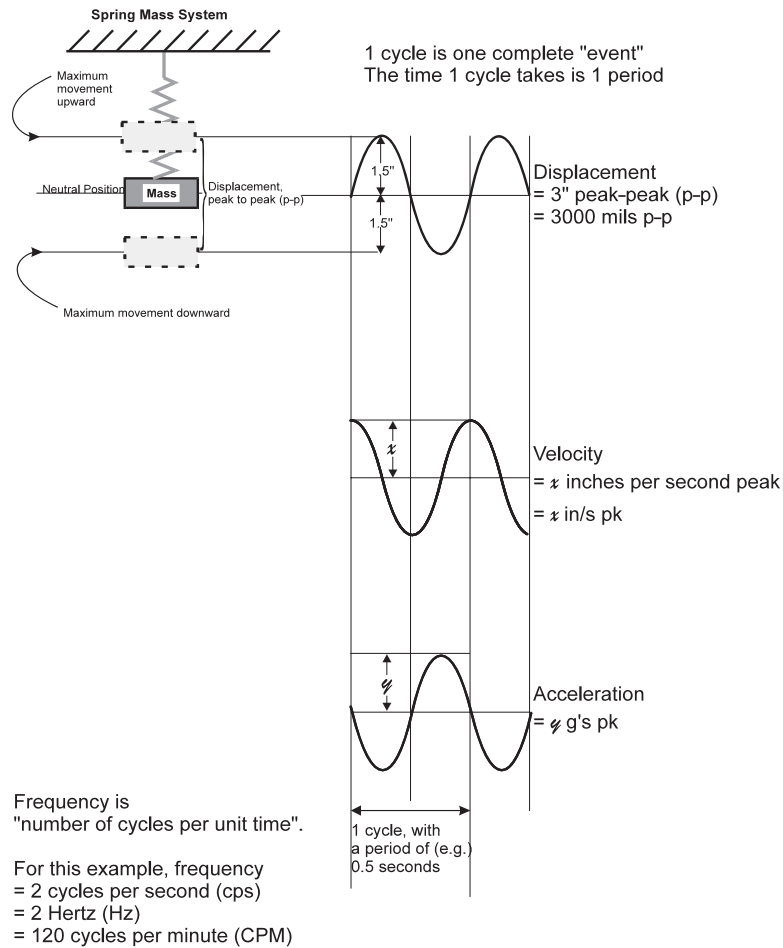 Spring Mass System
1 cycle is one complete "event"
The time 1 cycle takes is 1 period
Maximum
movement
upward
1.5"
Neutral Position
Mass
Displacement,
peak to peak (p-p)
1.5"
Displacement
= 3" peak-peak (p-p)
= 3000 mils p-p
Maximum movement downward
x
Velocity
= x inches per second peak
= x in/s pk
y
Acceleration
= y g's pk
Frequency is
"number of cycles per unit time".
For this example, frequency
= 2 cycles per second (cps)
= 2 Hertz (Hz)
= 120 cycles per minute (CPM)
1 cycle, with
a period of (e.g.)
0.5 seconds